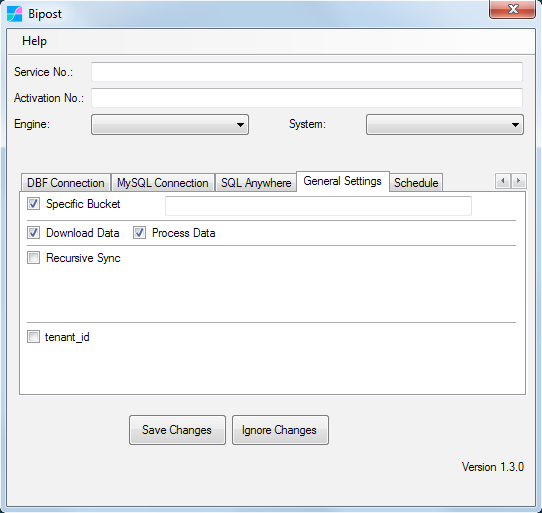 Bipost
Help
Service No.:
Activation No.:
Engine: System:
DBF Connection MySQL Connection SQL Anywhere General Settings Schedule
Specific Bucket
Download Data Process Data
Recursive Sync
tenant_id
Save Changes Ignore Changes
Version 1.3.0